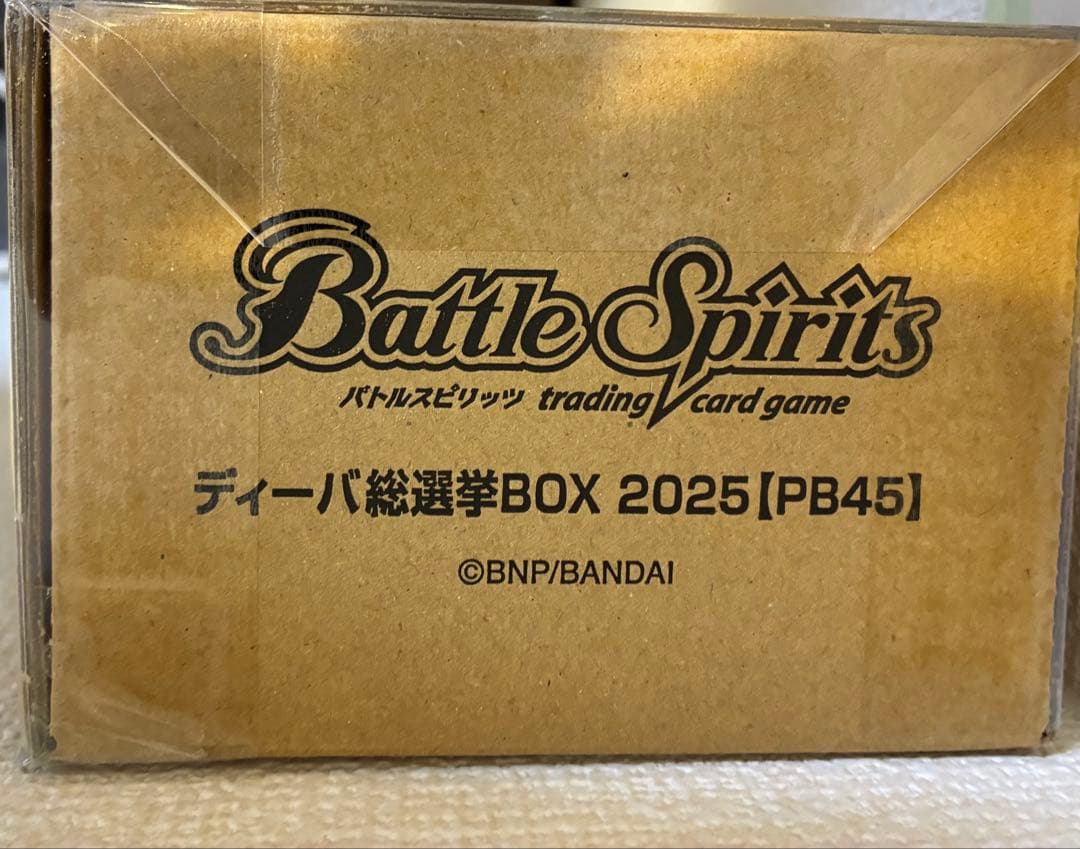 Battle Spirits
バトルスピリッツ trading card game
ディーバ総選挙BOX 2025【PB45】
©BNP/BANDAI